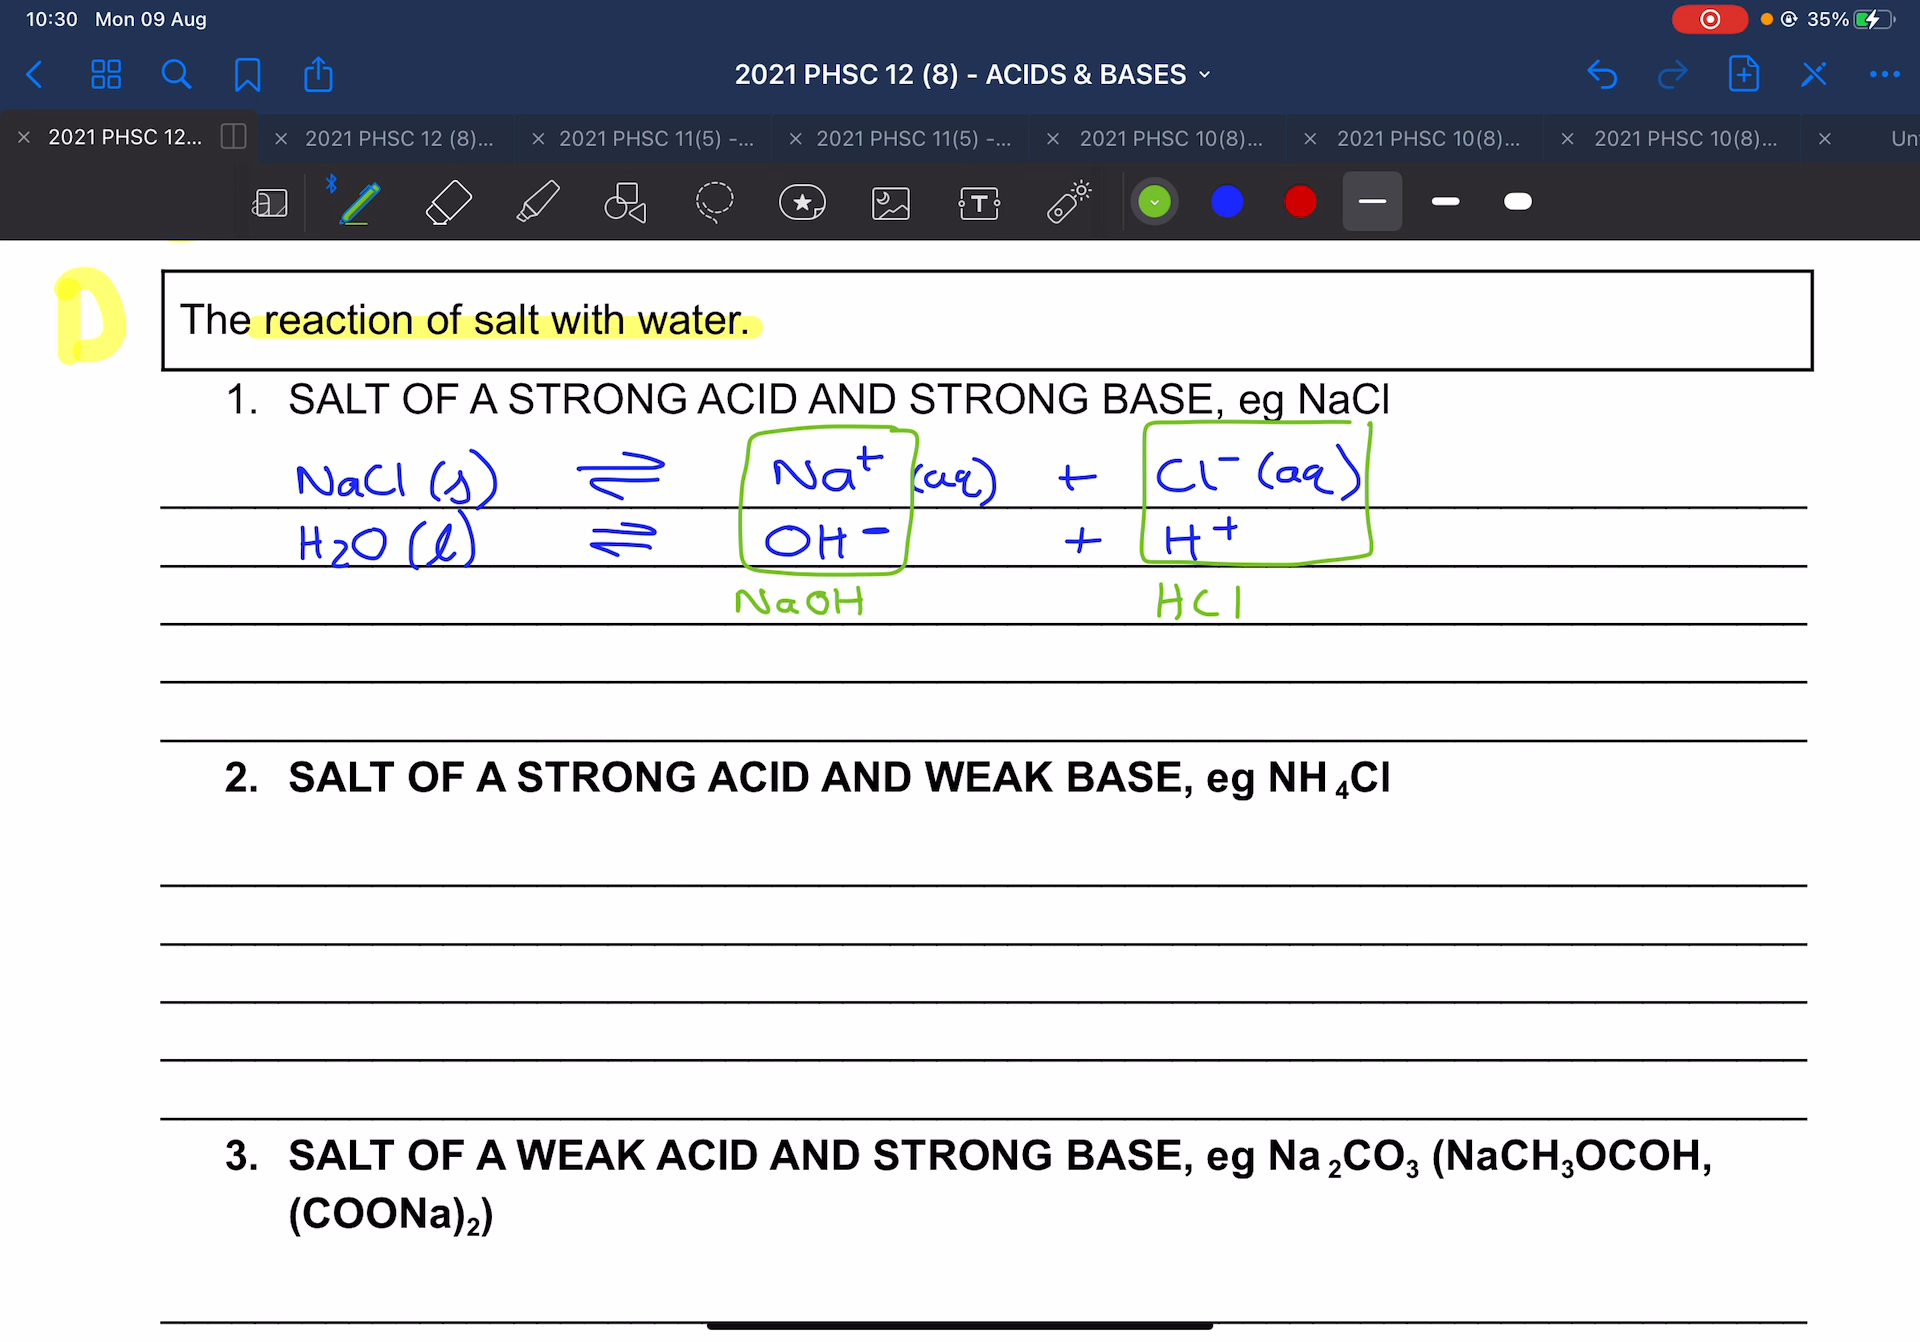 10:30 Mon 09 Aug 35%
2021 PHSC 12 (8) - ACIDS & BASES
2021 PHSC 12... 2021 PHSC 12 (8)... 2021 PHSC 11(5) -... 2021 PHSC 11(5) -... 2021 PHSC 10(8)... 2021 PHSC 10(8)... 2021 PHSC 10(8)... Un
D
The reaction of salt with water.
1. SALT OF A STRONG ACID AND STRONG BASE, eg NaCl
NaCl (s) ⇌ Na⁺ (aq) + Cl⁻ (aq)
H₂O (l) ⇌ OH⁻ + H⁺
NaOH HCl
2. SALT OF A STRONG ACID AND WEAK BASE, eg NH₄Cl
3. SALT OF A WEAK ACID AND STRONG BASE, eg Na₂CO₃ (NaCH₃OCOH,
(COONa)₂)